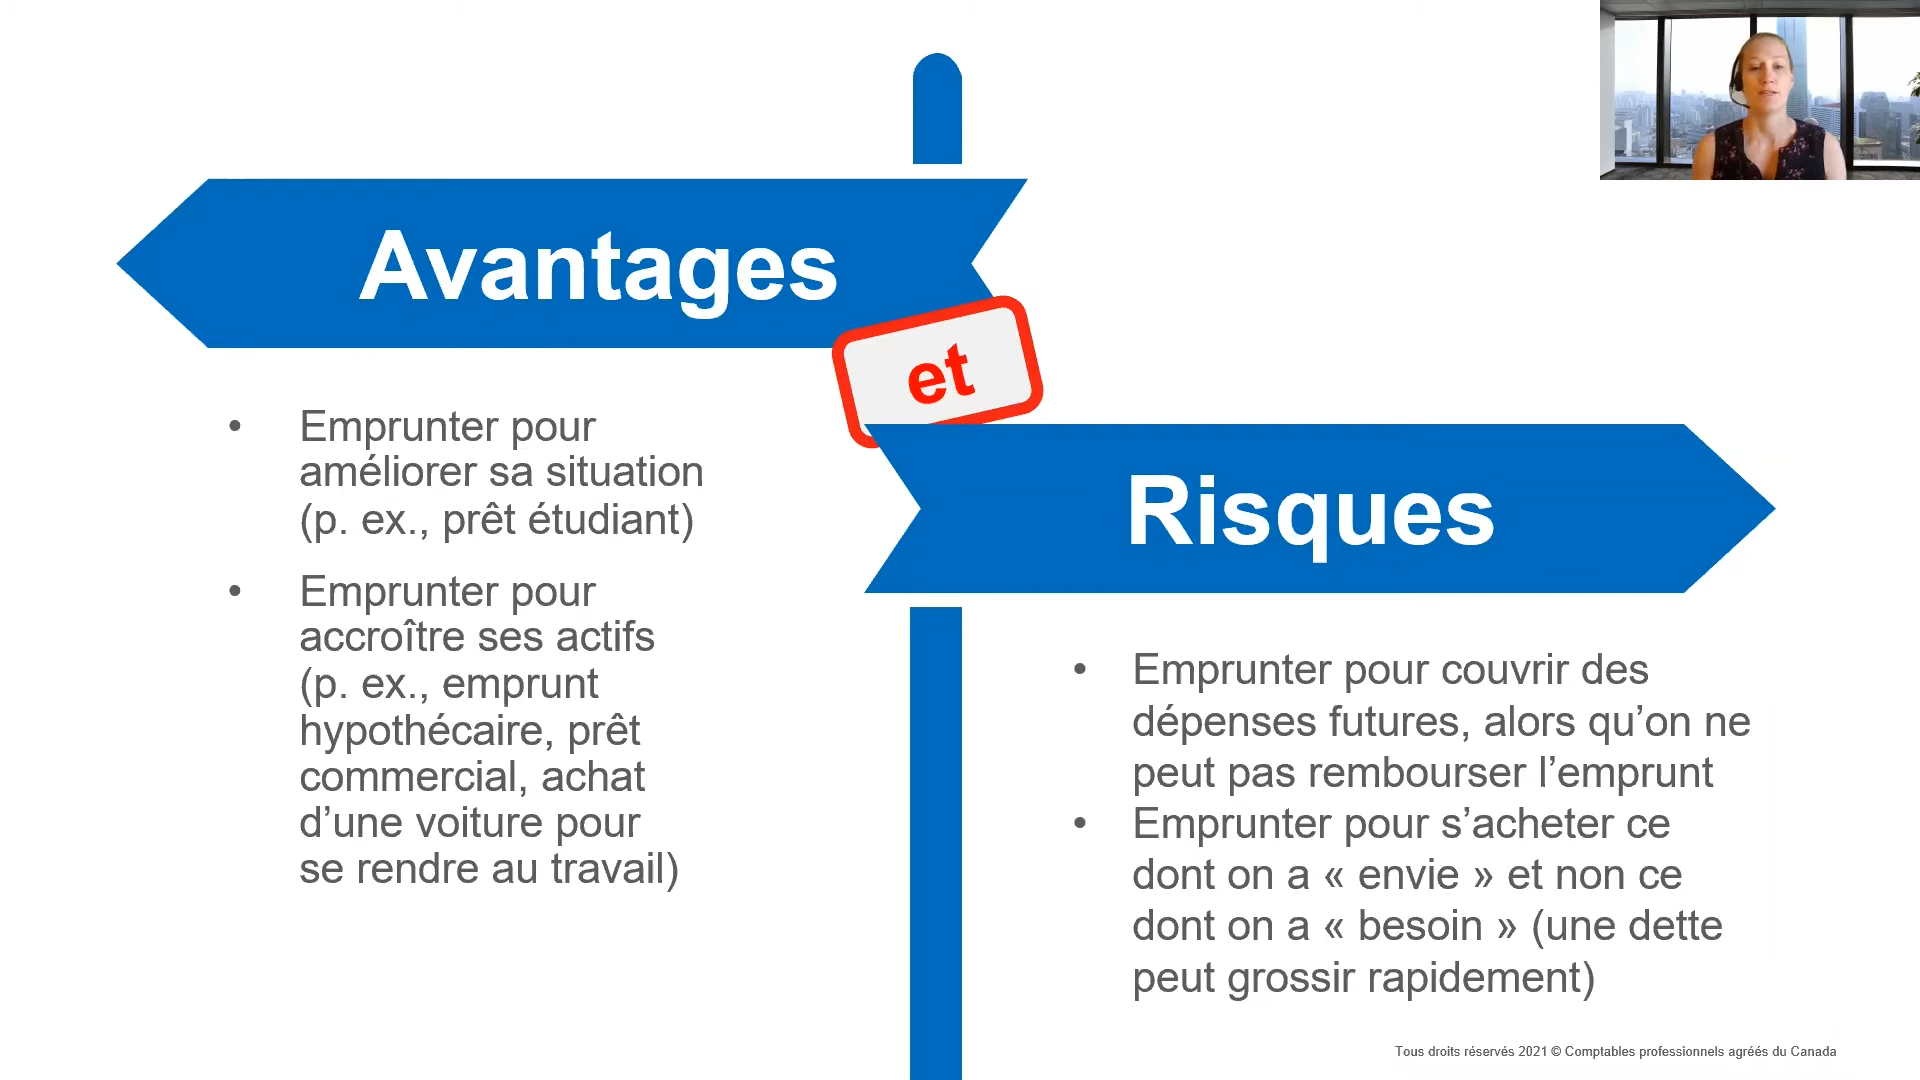 Avantages
et
Risques
• Emprunter pour
améliorer sa situation
(p. ex., prêt étudiant)
• Emprunter pour
accroître ses actifs
(p. ex., emprunt
hypothécaire, prêt
commercial, achat
d’une voiture pour
se rendre au travail)
• Emprunter pour couvrir des
dépenses futures, alors qu’on ne
peut pas rembourser l’emprunt
• Emprunter pour s’acheter ce
dont on a « envie » et non ce
dont on a « besoin » (une dette
peut grossir rapidement)
Tous droits réservés 2021 © Comptables professionnels agréés du Canada